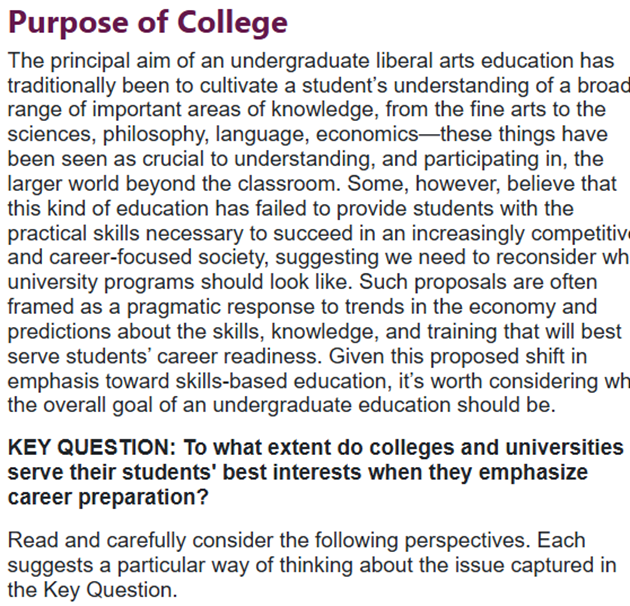 Purpose of College
The principal aim of an undergraduate liberal arts education has
traditionally been to cultivate a student’s understanding of a broad
range of important areas of knowledge, from the fine arts to the
sciences, philosophy, language, economics—these things have
been seen as crucial to understanding, and participating in, the
larger world beyond the classroom. Some, however, believe that
this kind of education has failed to provide students with the
practical skills necessary to succeed in an increasingly competitive
and career-focused society, suggesting we need to reconsider wh
university programs should look like. Such proposals are often
framed as a pragmatic response to trends in the economy and
predictions about the skills, knowledge, and training that will best
serve students’ career readiness. Given this proposed shift in
emphasis toward skills-based education, it’s worth considering wh
the overall goal of an undergraduate education should be.
KEY QUESTION: To what extent do colleges and universities
serve their students' best interests when they emphasize
career preparation?
Read and carefully consider the following perspectives. Each
suggests a particular way of thinking about the issue captured in
the Key Question.